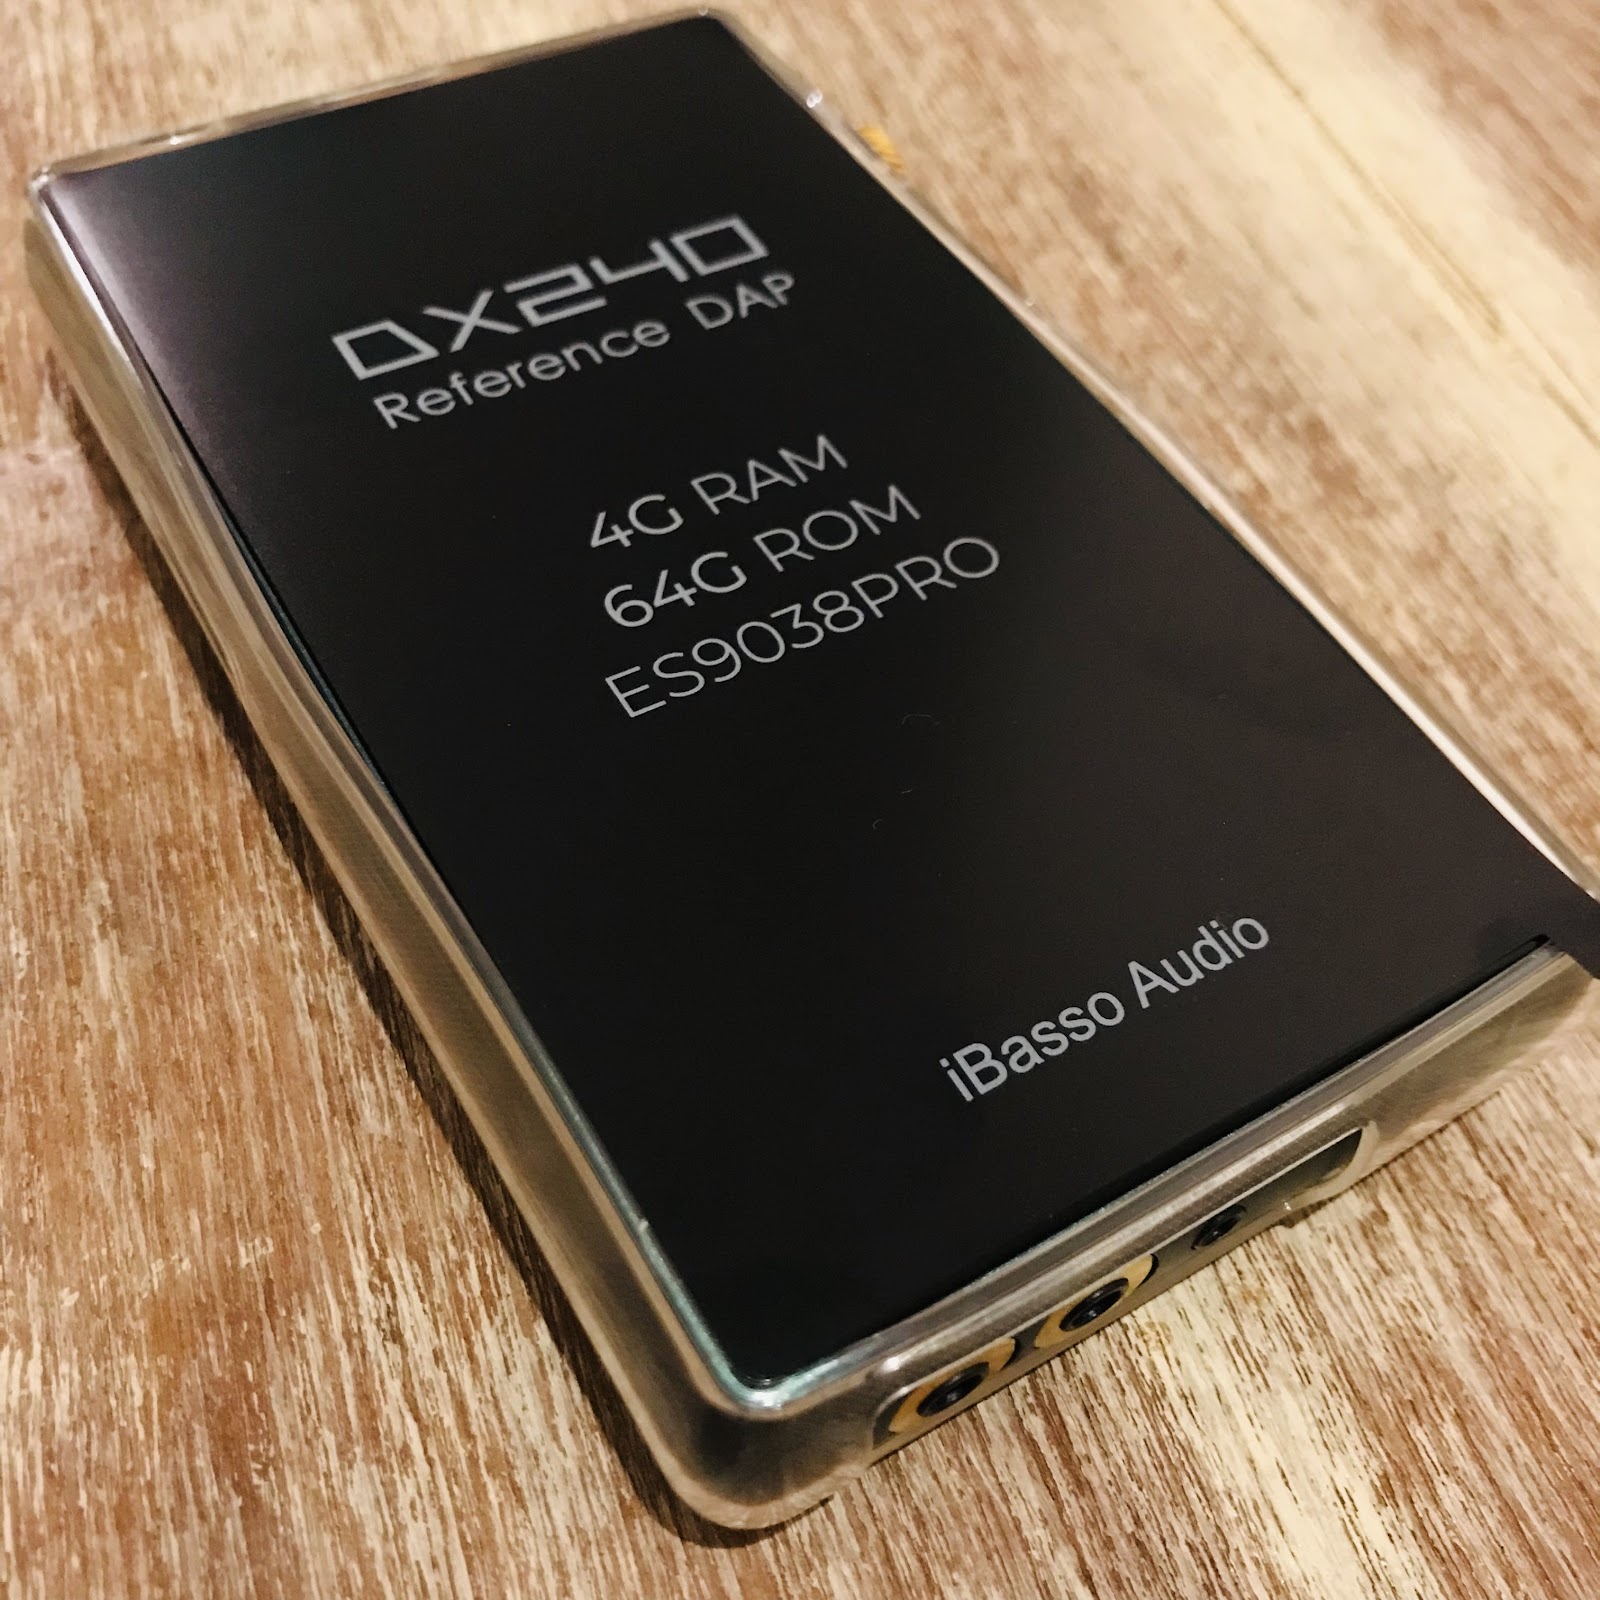 DX240
Reference DAP
4G RAM
64G ROM
ES9038PRO
iBasso Audio